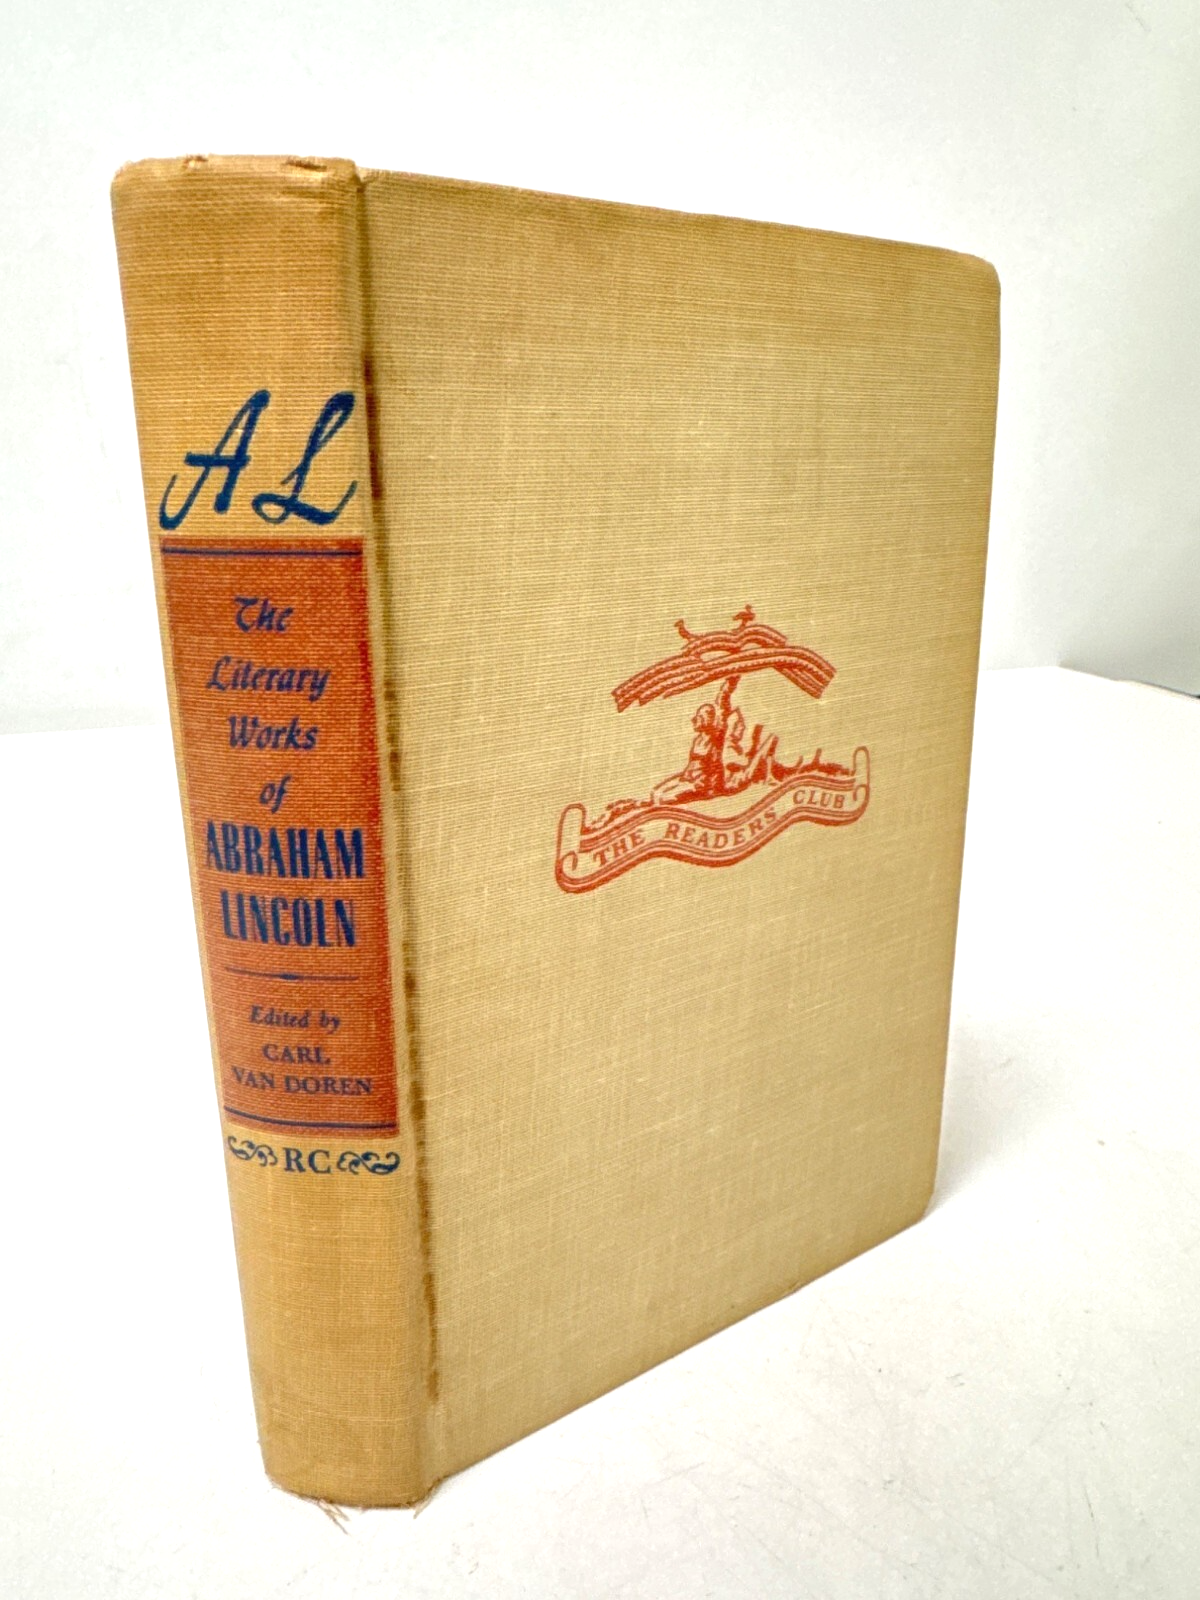 AL
The
Literary
Works
of
ABRAHAM
LINCOLN
Edited by
CARL
VAN DOREN
RC
THE READERS CLUB